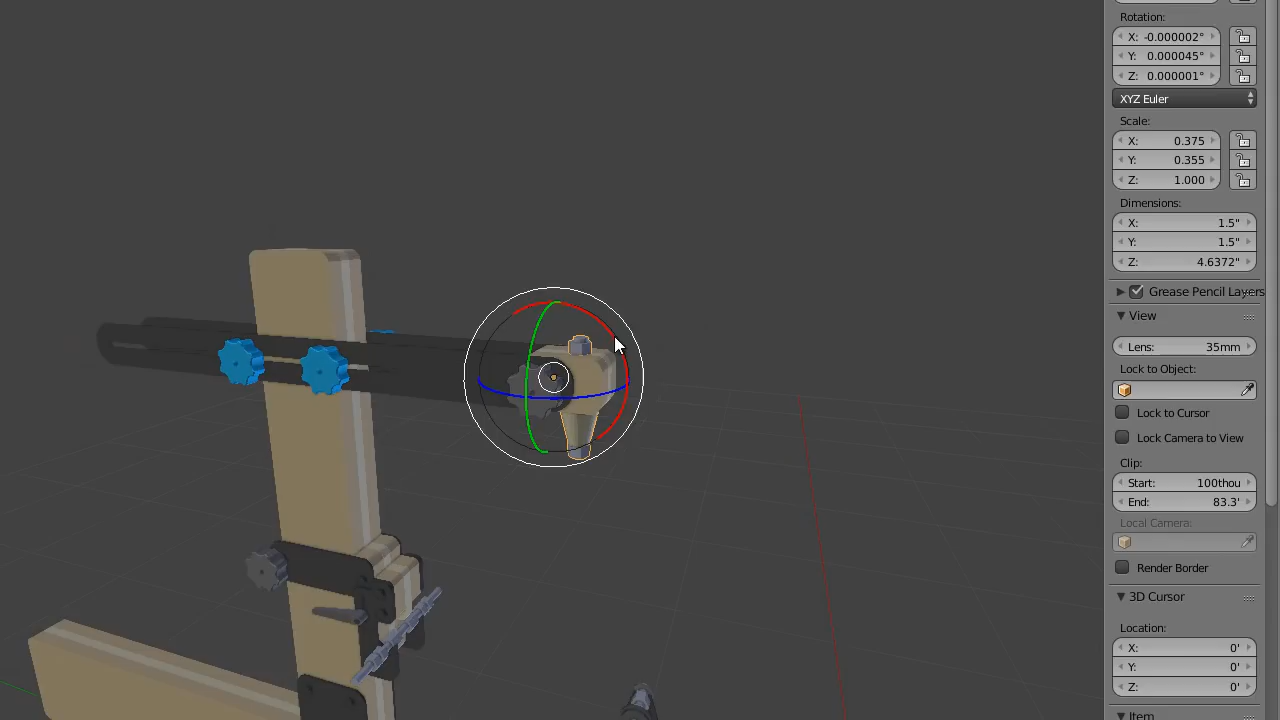 Rotation:
X: -0.000002°
Y: 0.000045°
Z: 0.000001°
XYZ Euler
Scale:
X: 0.375
Y: 0.355
Z: 1.000
Dimensions:
X: 1.5"
Y: 1.5"
Z: 4.6372"
Grease Pencil Layers
View
Lens: 35mm
Lock to Object:
Lock to Cursor
Lock Camera to View
Clip:
Start: 100thou
End: 83.3'
Local Camera:
Render Border
3D Cursor
Location:
X: 0'
Y: 0'
Z: 0'
Item